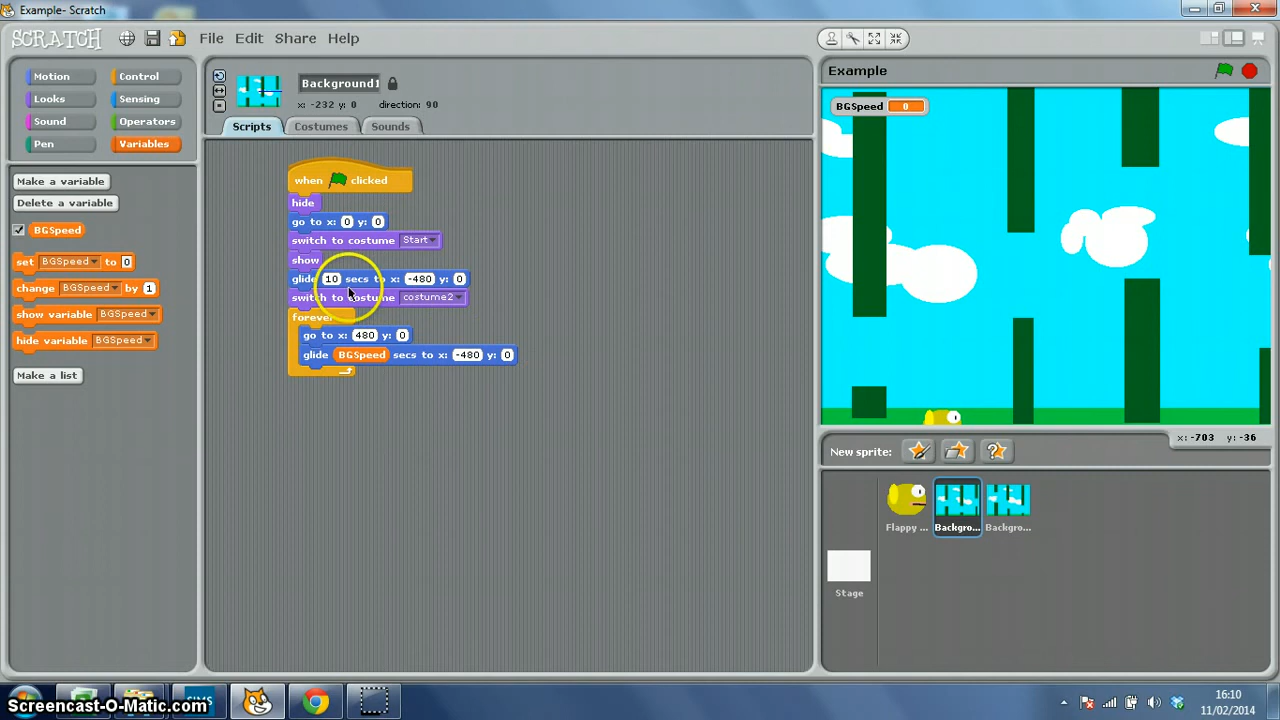 Example- Scratch
SCRATCH
File Edit Share Help
Motion Control
Looks Sensing
Sound Operators
Pen Variables
Make a variable
Delete a variable
BGSpeed
set BGSpeed to 0
change BGSpeed by 1
show variable BGSpeed
hide variable BGSpeed
Make a list
Background1
x: -232 y: 0 direction: 90
Scripts Costumes Sounds
when clicked
hide
go to x: 0 y: 0
switch to costume Start
show
glide 10 secs to x: -480 y: 0
switch to costume costume2
forever
go to x: 480 y: 0
glide BGSpeed secs to x: -480 y: 0
Example
BGSpeed 0
x: -703 y: -36
New sprite:
Flappy ... Backgro... Backgro...
Stage
SIMS
Screencast-O-Matic.com
16:10
11/02/2014